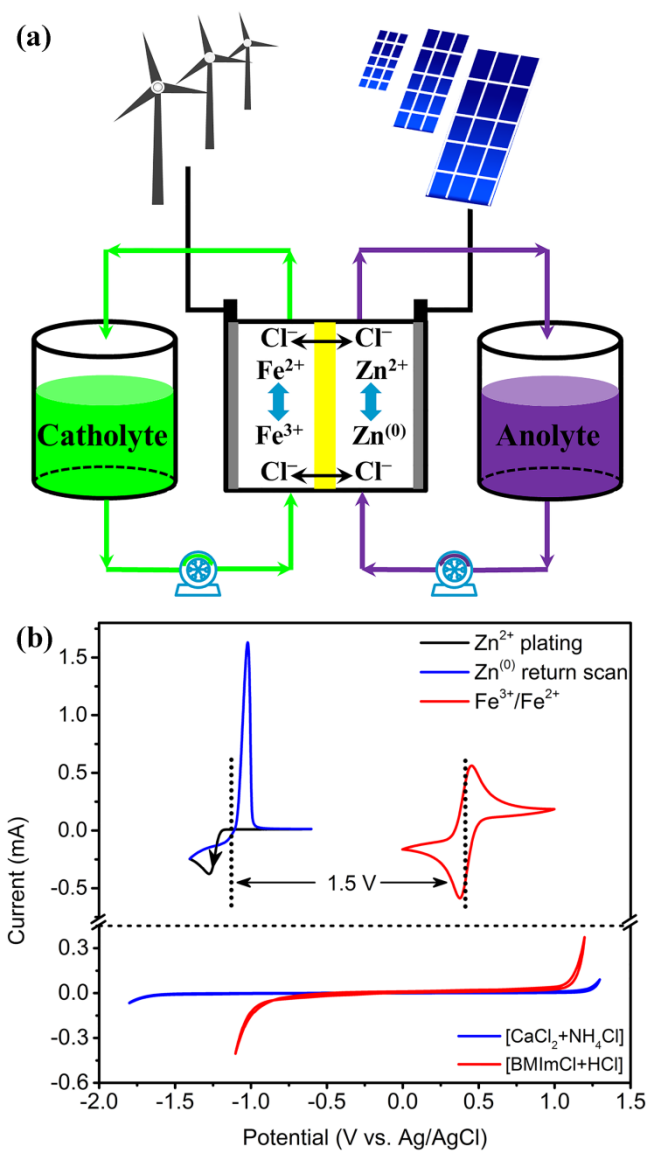 (a)
Cl⁻ Cl⁻
Fe²⁺ Zn²⁺
Fe³⁺ Zn⁽⁰⁾
Cl⁻ Cl⁻
Catholyte
Anolyte
(b)
Zn²⁺ plating
Zn⁽⁰⁾ return scan
Fe³⁺/Fe²⁺
1.5
1.0
0.5
0.0
-0.5
1.5 V
Current (mA)
0.3
0.0
-0.3
-0.6
[CaCl₂+NH₄Cl]
[BMImCl+HCl]
-2.0 -1.5 -1.0 -0.5 0.0 0.5 1.0 1.5
Potential (V vs. Ag/AgCl)